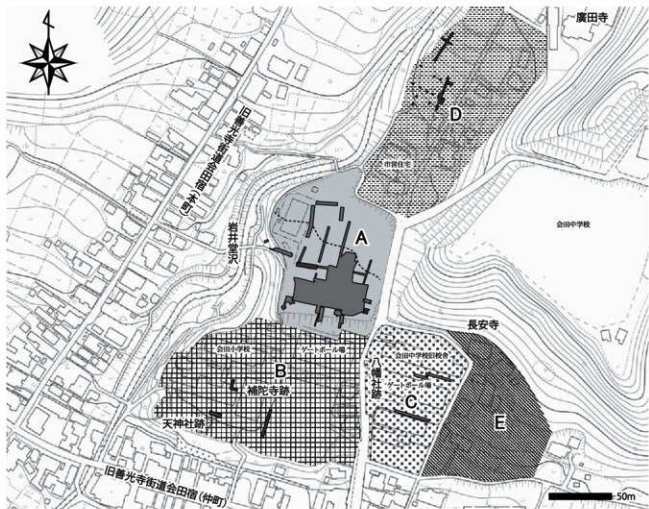 廣田寺
D
旧善光寺街道会田宿(本町)
市営住宅
岩井堂沢
A
会田中学校
長安寺
会田小学校
ゲートボール場
八幡社跡
会田中学校旧校舎
B
補陀寺跡
ゲートボール場
C
天神社跡
E
旧善光寺街道会田宿(仲町)
50m